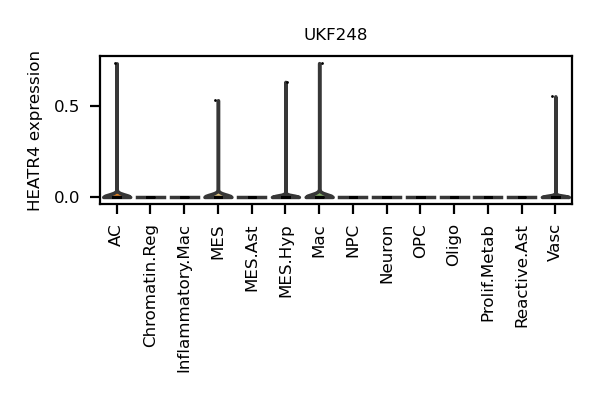 UKF248
HEATR4 expression
0.5
0.0
AC
Chromatin.Reg
Inflammatory.Mac
MES
MES.Ast
MES.Hyp
Mac
NPC
Neuron
OPC
Oligo
Prolif.Metab
Reactive.Ast
Vasc